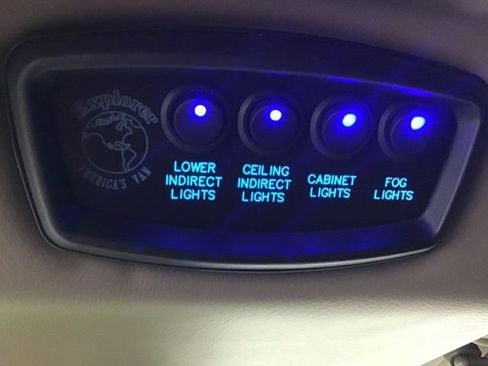 Explorer
AMERICA'S VAN
LOWER
INDIRECT
LIGHTS
CEILING
INDIRECT
LIGHTS
CABINET
LIGHTS
FOG
LIGHTS